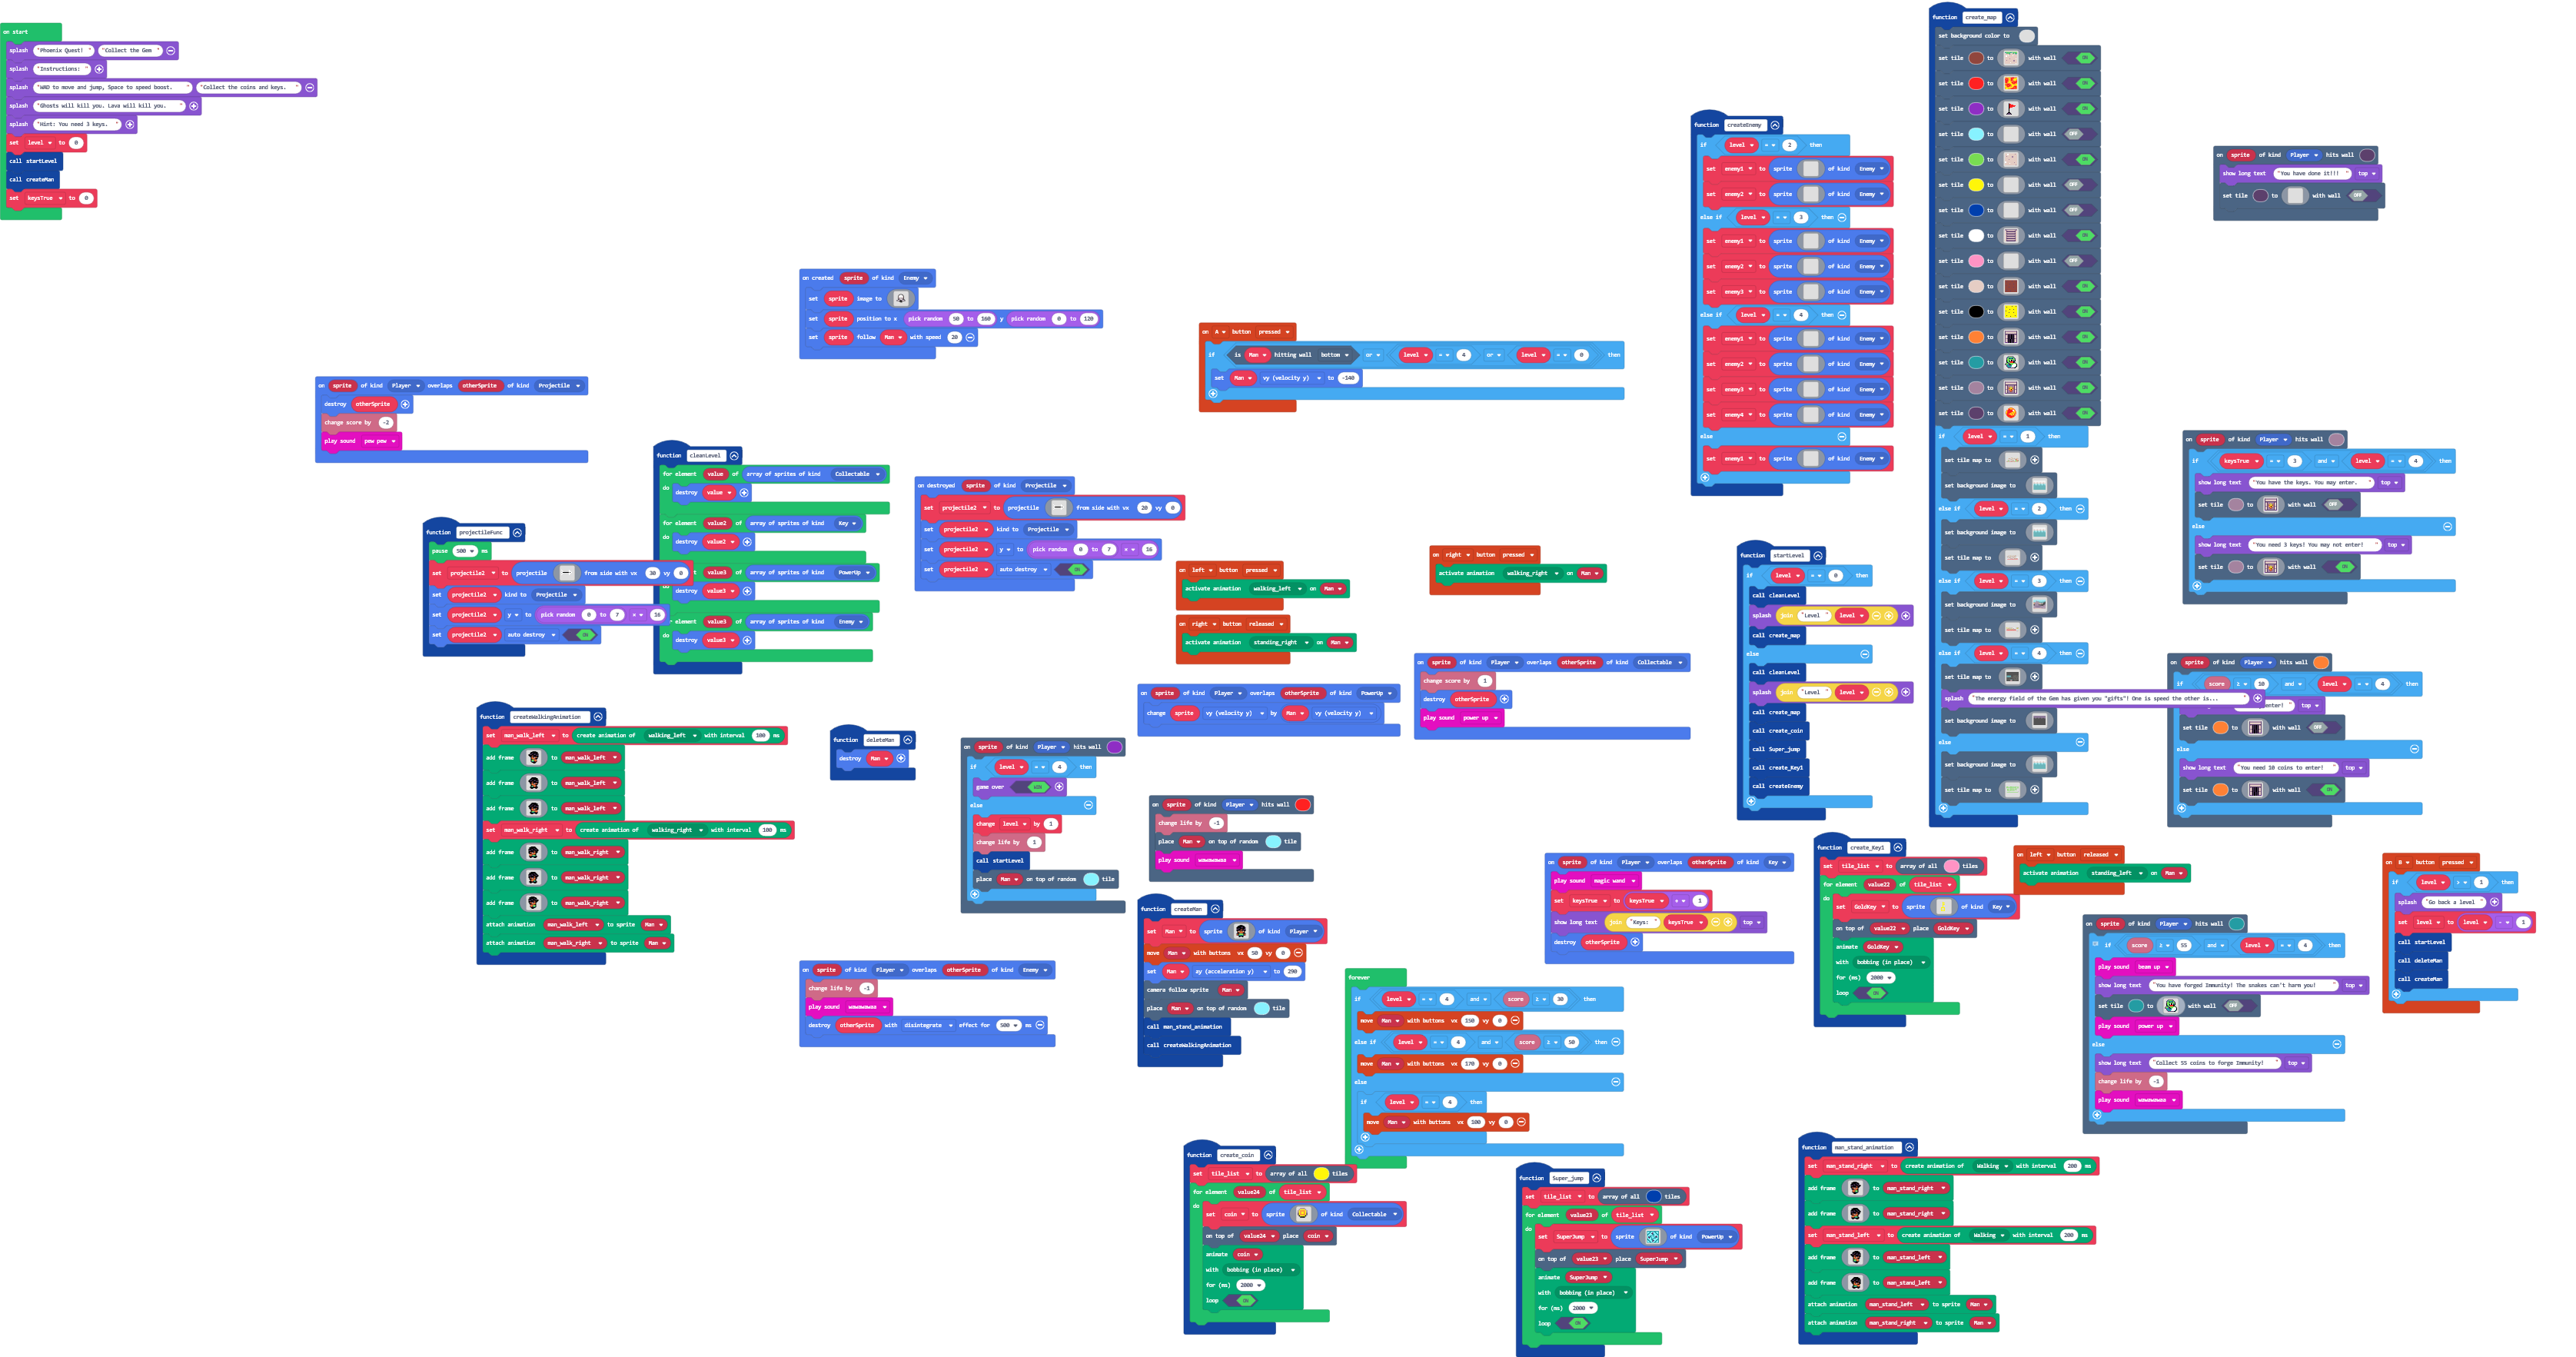 on start
splash "Phoenix Quest! " "Collect the Gem "
splash "Instructions: "
splash "WAD to move and jump, Space to speed boost. " "Collect the coins and keys. "
splash "Ghosts will kill you. Lava will kill you. "
splash "Hint: You need 3 keys. "
set level to 0
call startLevel
call createMan
set keysTrue to 0
on sprite of kind Player overlaps otherSprite of kind Projectile
destroy otherSprite
change score by -2
play sound pew pew
function projectileFunc
pause 500 ms
set projectile2 to projectile from side with vx 30 vy 0
set projectile2 kind to Projectile
set projectile2 y to pick random 0 to 7 × 16
set projectile2 auto destroy ON
function cleanLevel
for element value of array of sprites of kind Collectable
do destroy value
for element value2 of array of sprites of kind Key
do destroy value2
value3 of array of sprites of kind PowerUp
destroy value3
element value3 of array of sprites of kind Enemy
do destroy value3
function createWalkingAnimation
set man_walk_left to create animation of walking_left with interval 100 ms
add frame to man_walk_left
add frame to man_walk_left
add frame to man_walk_left
set man_walk_right to create animation of walking_right with interval 100 ms
add frame to man_walk_right
add frame to man_walk_right
add frame to man_walk_right
attach animation man_walk_left to sprite Man
attach animation man_walk_right to sprite Man
on created sprite of kind Enemy
set sprite image to
set sprite position to x pick random 50 to 160 y pick random 0 to 120
set sprite follow Man with speed 20
on destroyed sprite of kind Projectile
set projectile2 to projectile from side with vx 20 vy 0
set projectile2 kind to Projectile
set projectile2 y to pick random 0 to 7 × 16
set projectile2 auto destroy ON
function deleteMan
destroy Man
on sprite of kind Player hits wall
if level = 4 then
game over WIN
else
change level by 1
change life by 1
call startLevel
place Man on top of random tile
on sprite of kind Player overlaps otherSprite of kind Enemy
change life by -1
play sound wawawawaa
destroy otherSprite with disintegrate effect for 500 ms
on A button pressed
if is Man hitting wall bottom or level = 4 or level = 0 then
set Man vy (velocity y) to -140
on left button pressed
activate animation walking_left on Man
on right button released
activate animation standing_right on Man
on right button pressed
activate animation walking_right on Man
on sprite of kind Player overlaps otherSprite of kind PowerUp
change sprite vy (velocity y) by Man vy (velocity y)
on sprite of kind Player overlaps otherSprite of kind Collectable
change score by 1
destroy otherSprite
play sound power up
on sprite of kind Player hits wall
change life by -1
place Man on top of random tile
play sound wawawawaa
function createMan
set Man to sprite of kind Player
move Man with buttons vx 50 vy 0
set Man ay (acceleration y) to 290
camera follow sprite Man
place Man on top of random tile
call man_stand_animation
call createWalkingAnimation
on sprite of kind Player overlaps otherSprite of kind Key
play sound magic wand
set keysTrue to keysTrue + 1
show long text join "Keys: " keysTrue top
destroy otherSprite
forever
if level = 4 and score ≥ 30 then
move Man with buttons vx 150 vy 0
else if level = 4 and score ≥ 50 then
move Man with buttons vx 170 vy 0
else
if level = 4 then
move Man with buttons vx 100 vy 0
function create_coin
set tile_list to array of all tiles
for element value24 of tile_list
do set coin to sprite of kind Collectable
on top of value24 place coin
animate coin
with bobbing (in place)
for (ms) 2000
loop ON
function Super_jump
set tile_list to array of all tiles
for element value23 of tile_list
do set SuperJump to sprite of kind PowerUp
on top of value23 place SuperJump
animate SuperJump
with bobbing (in place)
for (ms) 2000
loop ON
function createEnemy
if level = 2 then
set enemy1 to sprite of kind Enemy
set enemy2 to sprite of kind Enemy
else if level = 3 then
set enemy1 to sprite of kind Enemy
set enemy2 to sprite of kind Enemy
set enemy3 to sprite of kind Enemy
else if level = 4 then
set enemy1 to sprite of kind Enemy
set enemy2 to sprite of kind Enemy
set enemy3 to sprite of kind Enemy
set enemy4 to sprite of kind Enemy
else
set enemy1 to sprite of kind Enemy
function startLevel
if level = 0 then
call cleanLevel
splash join "Level " level
call create_map
else
call cleanLevel
splash join "Level " level
call create_map
call create_coin
call Super_jump
call create_Key1
call createEnemy
function create_map
set background color to
set tile to with wall ON
set tile to with wall ON
set tile to with wall ON
set tile to with wall OFF
set tile to with wall ON
set tile to with wall OFF
set tile to with wall OFF
set tile to with wall ON
set tile to with wall OFF
set tile to with wall ON
set tile to with wall ON
set tile to with wall ON
set tile to with wall ON
set tile to with wall ON
set tile to with wall ON
if level = 1 then
set tile map to
set background image to
else if level = 2 then
set background image to
set tile map to
else if level = 3 then
set background image to
set tile map to
else if level = 4 then
set tile map to
splash "The energy field of the Gem has given you "gifts"! One is speed the other is... "
set background image to
else
set background image to
set tile map to
function create_Key1
set tile_list to array of all tiles
for element value22 of tile_list
do set GoldKey to sprite of kind Key
on top of value22 place GoldKey
animate GoldKey
with bobbing (in place)
for (ms) 2000
loop ON
on left button released
activate animation standing_left on Man
function man_stand_animation
set man_stand_right to create animation of Walking with interval 200 ms
add frame to man_stand_right
add frame to man_stand_right
set man_stand_left to create animation of Walking with interval 200 ms
add frame to man_stand_left
add frame to man_stand_left
attach animation man_stand_left to sprite Man
attach animation man_stand_right to sprite Man
on sprite of kind Player hits wall
show long text "You have done it!!! " top
set tile to with wall OFF
on sprite of kind Player hits wall
if keysTrue = 3 and level = 4 then
show long text "You have the keys. You may enter. " top
set tile to with wall OFF
else
show long text "You need 3 keys! You may not enter! " top
set tile to with wall ON
on sprite of kind Player hits wall
if score ≥ 10 and level = 4 then
enter! " top
set tile to with wall OFF
else
show long text "You need 10 coins to enter! " top
set tile to with wall ON
on sprite of kind Player hits wall
if score ≥ 55 and level = 4 then
play sound beam up
show long text "You have forged Immunity! The snakes can't harm you! " top
set tile to with wall OFF
play sound power up
else
show long text "Collect 55 coins to forge Immunity! " top
change life by -1
play sound wawawawaa
on B button pressed
if level > 1 then
splash "Go back a level "
set level to level - 1
call startLevel
call deleteMan
call createMan